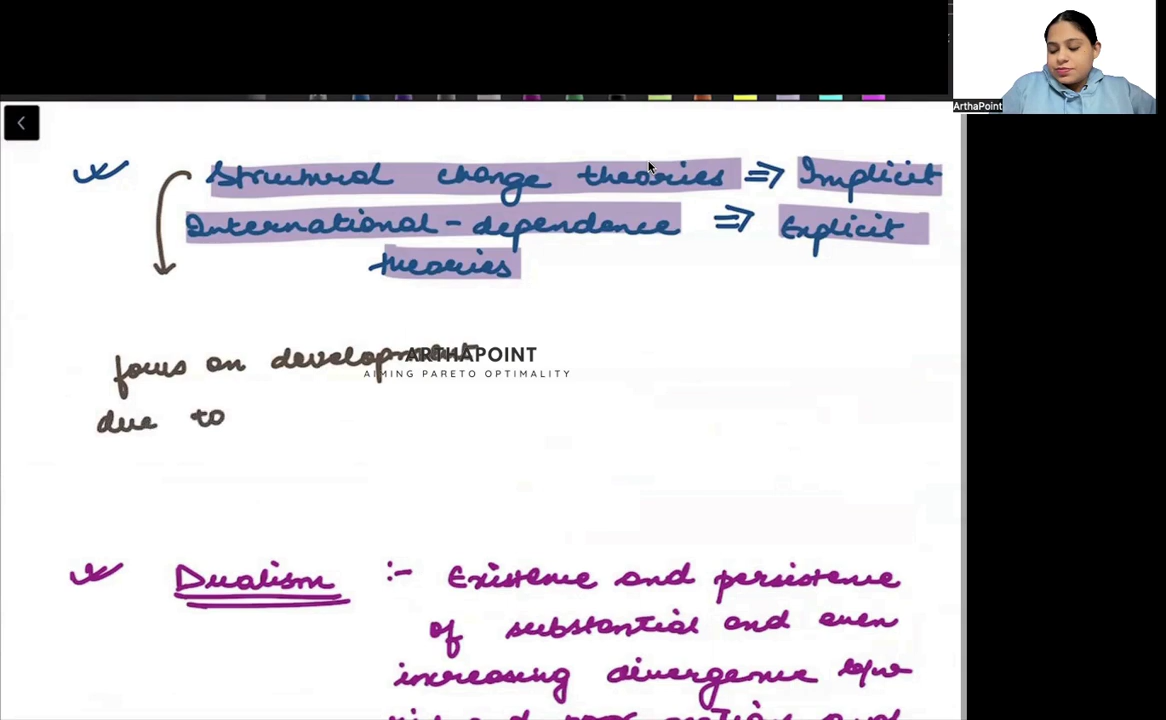 ArthaPoint
Structural change theories => Implicit
International - dependence => Explicit
theories
focus on development
ARTHAPOINT
AIMING PARETO OPTIMALITY
due to
Dualism :- Existence and persistence
of substantial and even
increasing divergence b/w